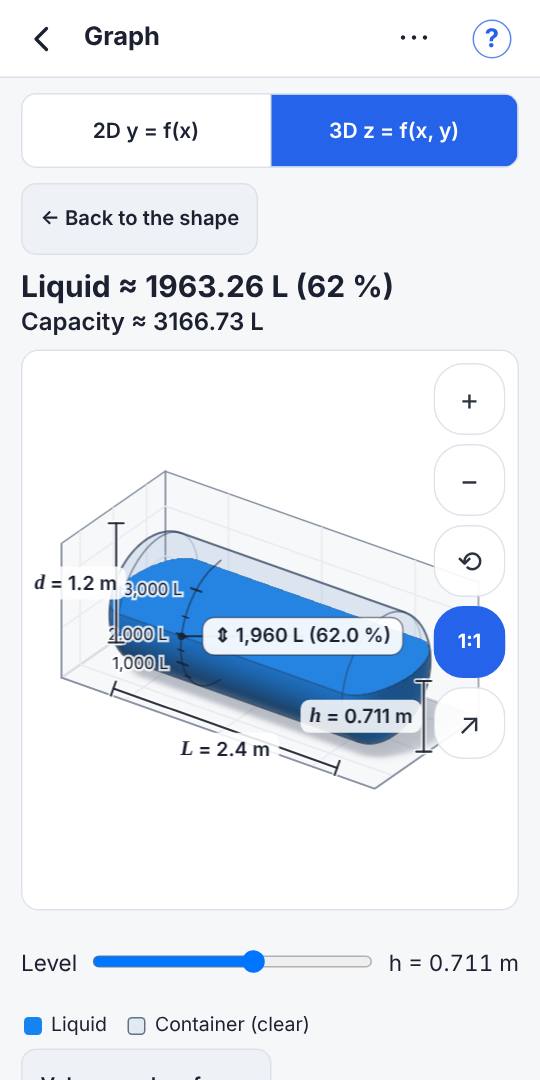 Graph
?
2D y = f(x)
3D z = f(x, y)
← Back to the shape
Liquid ≈ 1963.26 L (62 %)
Capacity ≈ 3166.73 L
+
−
1:1
d = 1.2 m
3,000 L
2,000 L
⇕ 1,960 L (62.0 %)
1,000 L
h = 0.711 m
L = 2.4 m
Level
h = 0.711 m
Liquid
Container (clear)